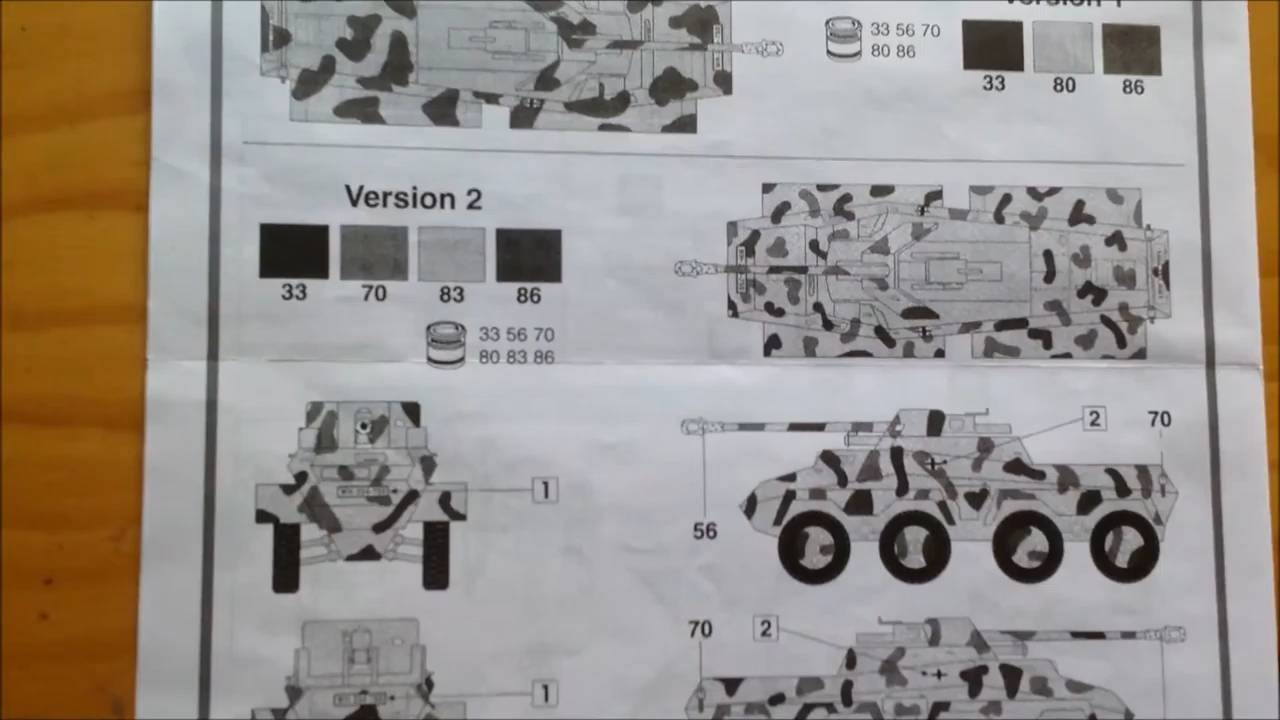 Version 1
33 56 70
80 86
33 80 86
Version 2
33 70 83 86
33 56 70
80 83 86
2
70
1
56
70
2
1